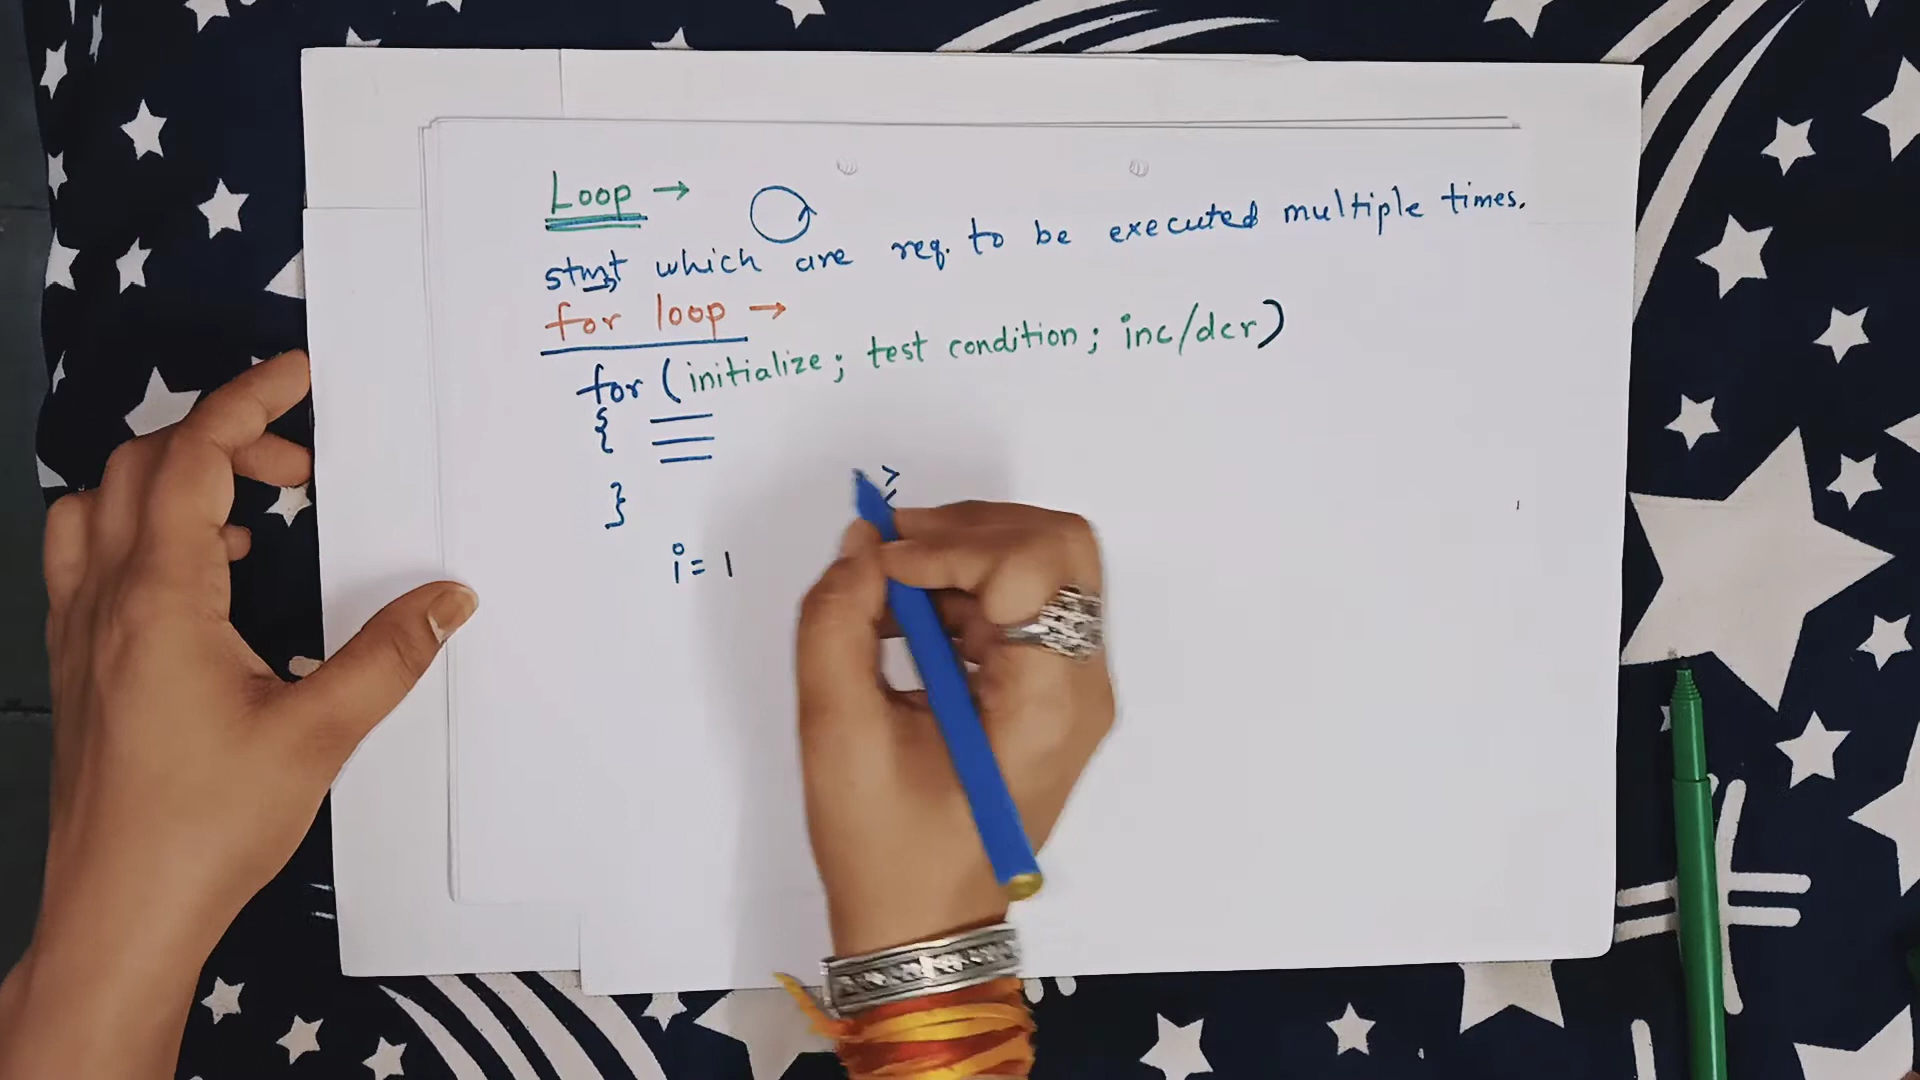 Loop →
stmt which are req. to be executed multiple times.
for loop →
for (initialize; test condition; inc/dcr)
{
}
i = 1
>